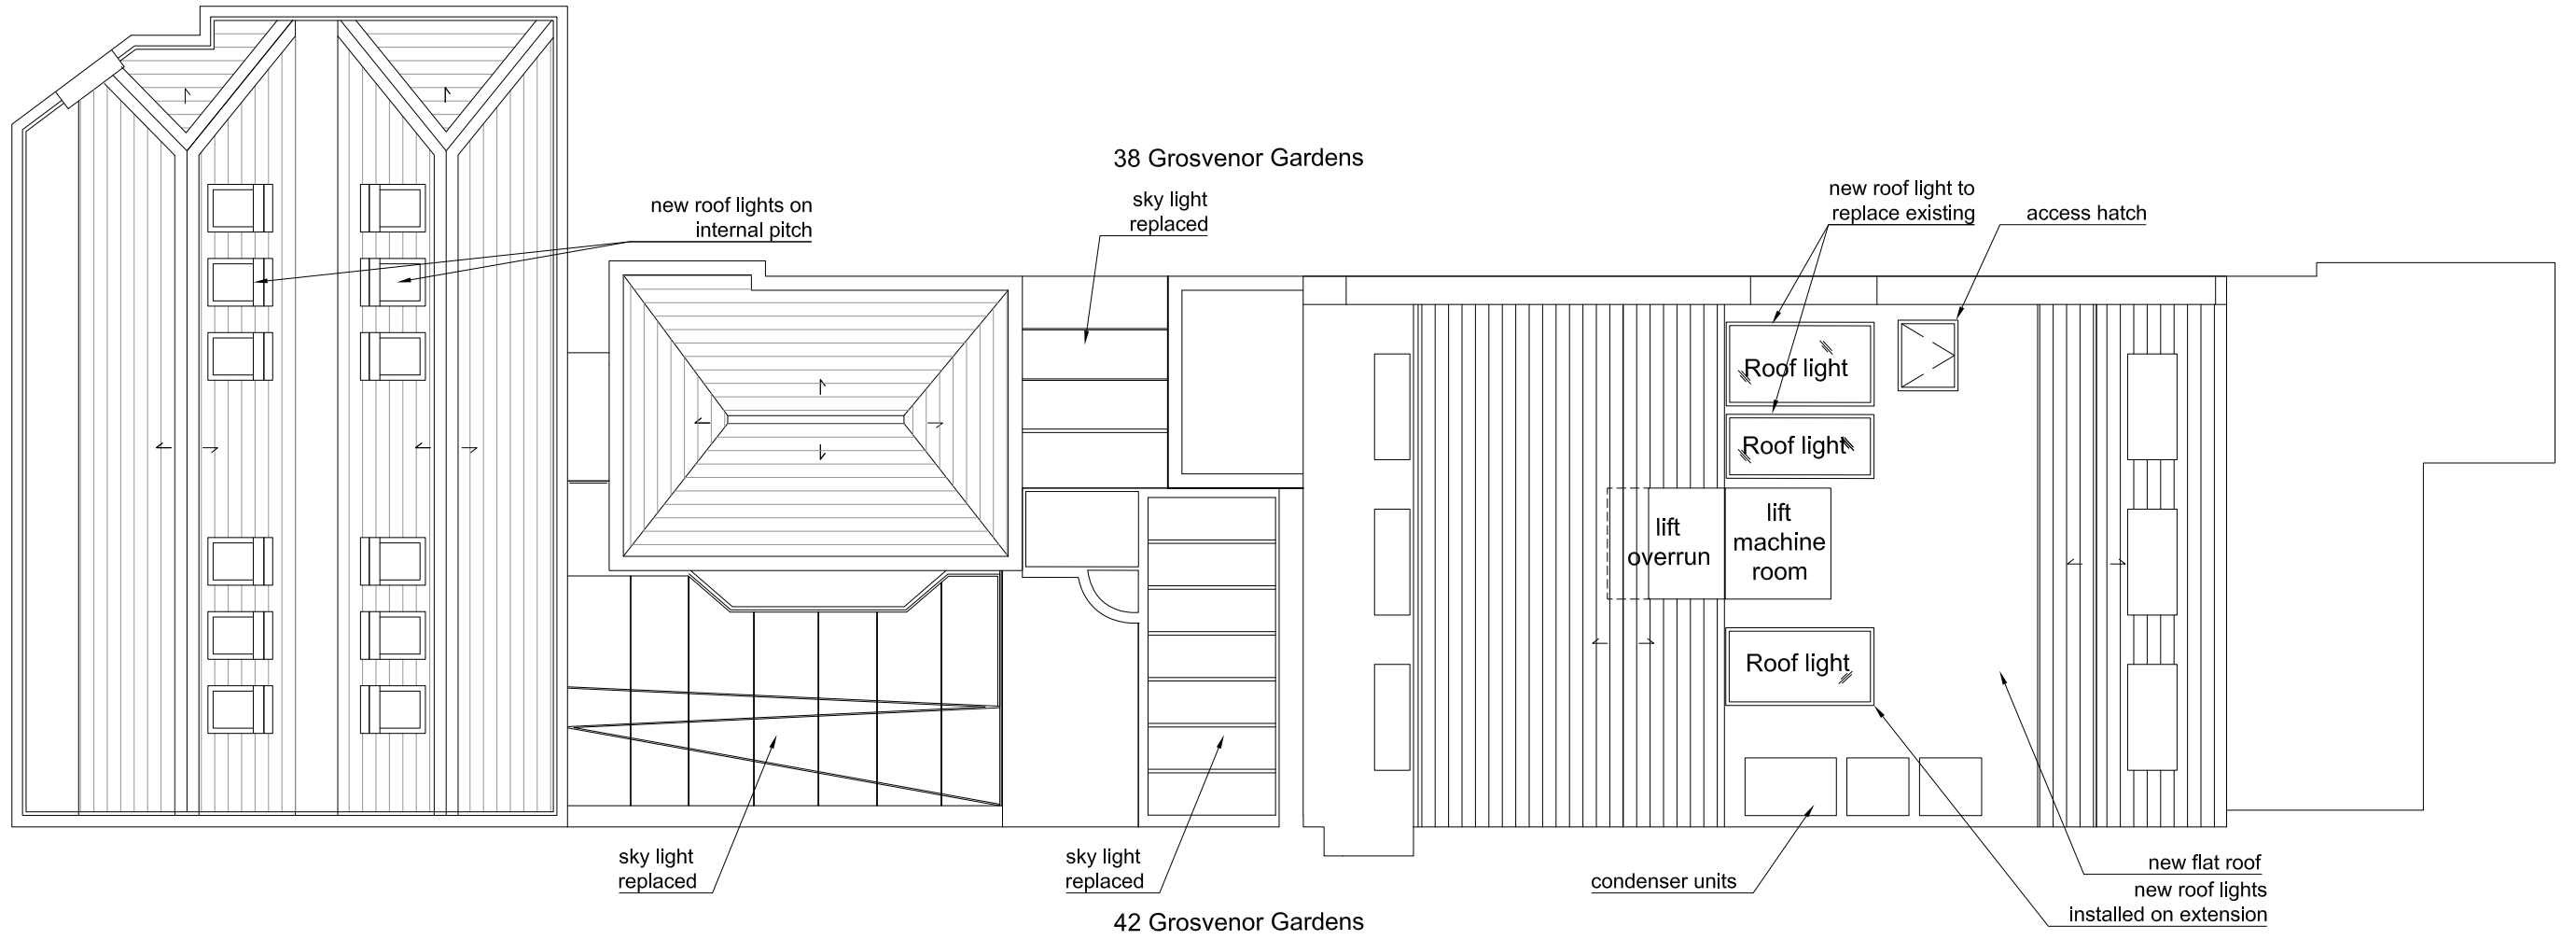 38 Grosvenor Gardens
new roof lights on
internal pitch
sky light
replaced
new roof light to
replace existing
access hatch
Roof light
Roof light
lift
overrun
lift
machine
room
Roof light
sky light
replaced
sky light
replaced
condenser units
new flat roof
new roof lights
installed on extension
42 Grosvenor Gardens